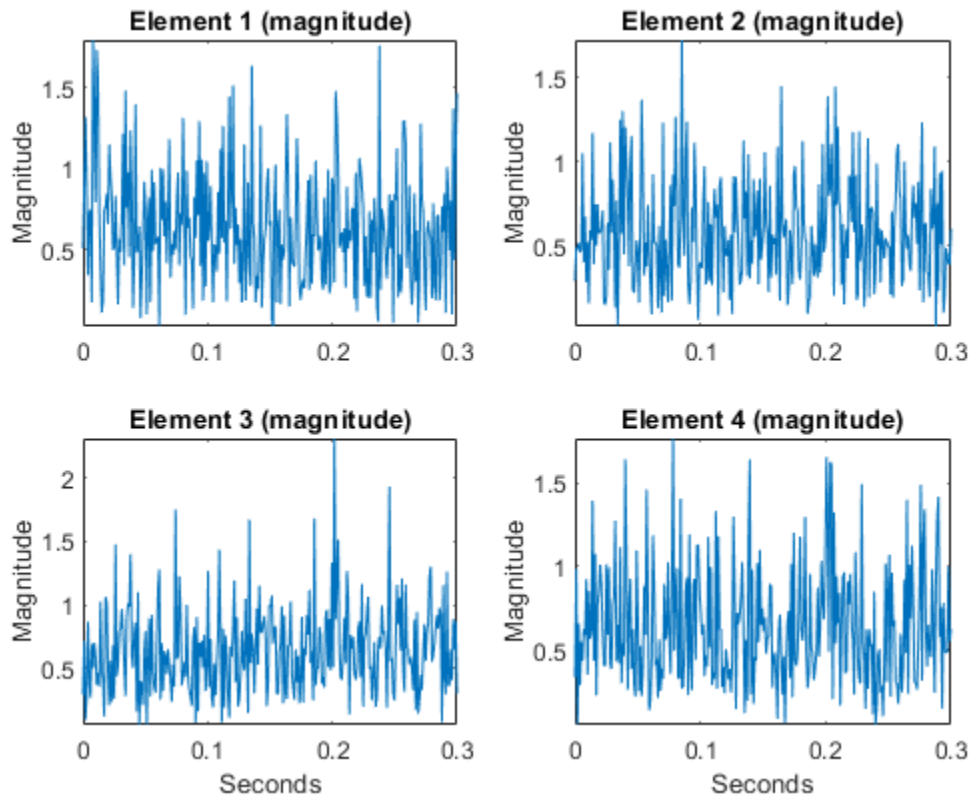 Element 1 (magnitude)
Magnitude
1.5
1
0.5
0
0.1
0.2
0.3
Element 2 (magnitude)
Magnitude
1.5
1
0.5
0
0.1
0.2
0.3
Element 3 (magnitude)
Magnitude
2
1.5
1
0.5
0
0.1
0.2
0.3
Seconds
Element 4 (magnitude)
Magnitude
1.5
1
0.5
0
0.1
0.2
0.3
Seconds